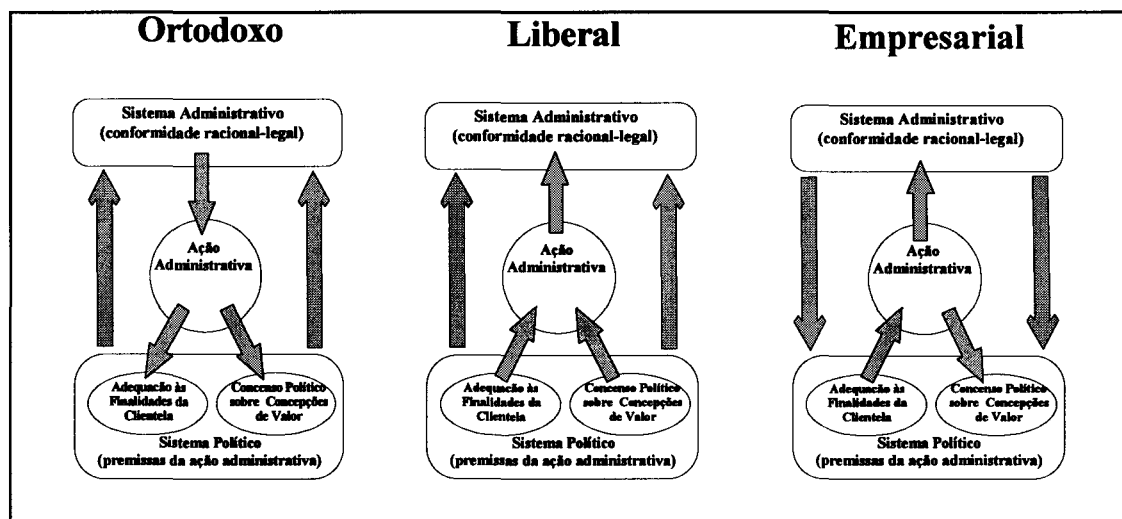 Ortodoxo
Sistema Administrativo
(conformidade racional-legal)
Ação
Administrativa
Adequação às
Finalidades da
Clientela
Concenso Político
sobre Concepções
de Valor
Sistema Político
(premissas da ação administrativa)
Liberal
Sistema Administrativo
(conformidade racional-legal)
Ação
Administrativa
Adequação às
Finalidades da
Clientela
Concenso Político
sobre Concepções
de Valor
Sistema Político
(premissas da ação administrativa)
Empresarial
Sistema Administrativo
(conformidade racional-legal)
Ação
Administrativa
Adequação às
Finalidades da
Clientela
Concenso Político
sobre Concepções
de Valor
Sistema Político
(premissas da ação administrativa)